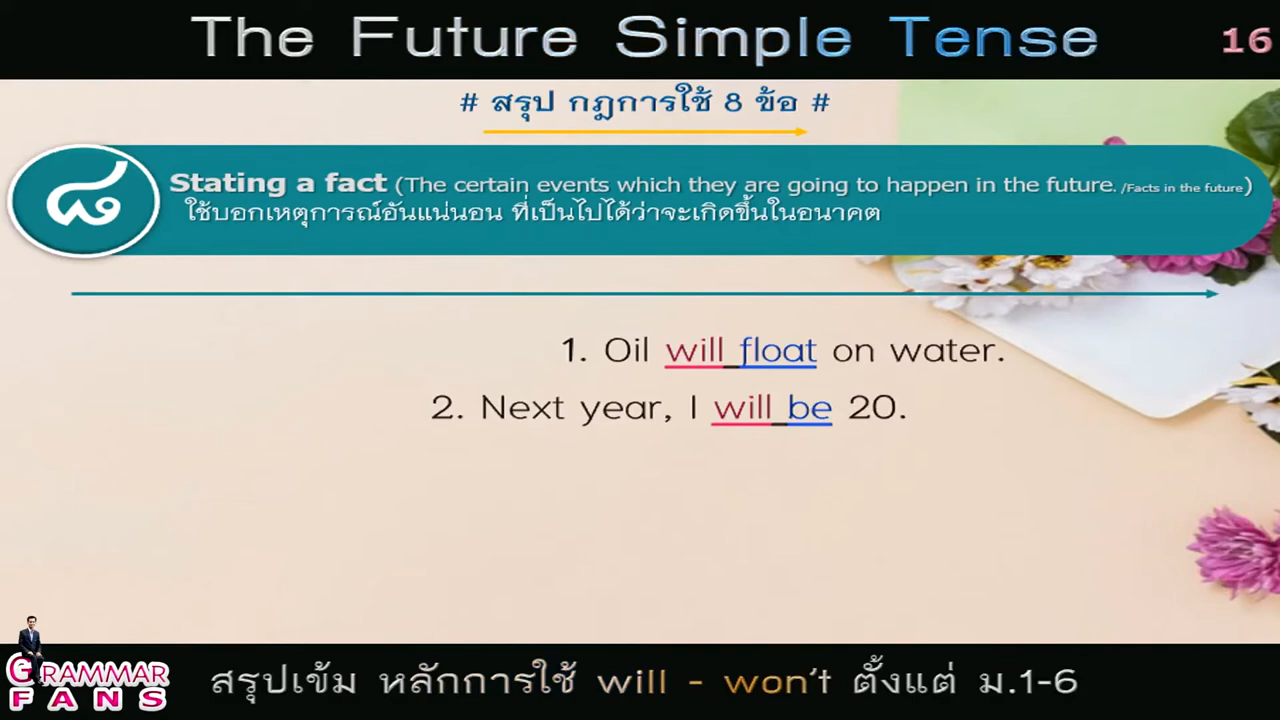 The Future Simple Tense
16
# สรุป กฎการใช้ 8 ข้อ #
๘
Stating a fact (The certain events which they are going to happen in the future. /Facts in the future)
ใช้บอกเหตุการณ์อันแน่นอน ที่เป็นไปได้ว่าจะเกิดขึ้นในอนาคต
1. Oil will float on water.
2. Next year, I will be 20.
GRAMMAR
FANS
สรุปเข้ม หลักการใช้ will - won't ตั้งแต่ ม.1-6